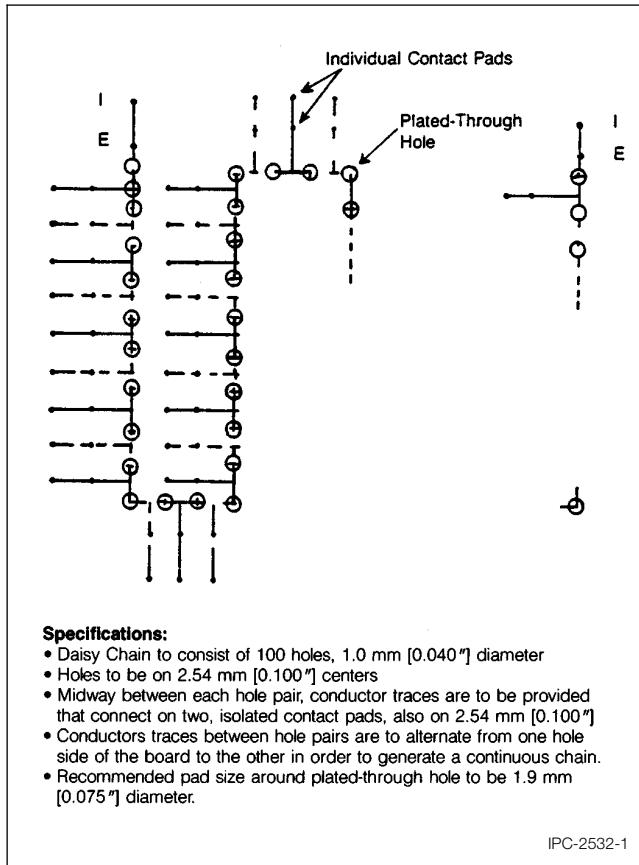 Individual Contact Pads
I
E
Plated-Through
Hole
I
E
Specifications:
• Daisy Chain to consist of 100 holes, 1.0 mm [0.040″] diameter
• Holes to be on 2.54 mm [0.100″] centers
• Midway between each hole pair, conductor traces are to be provided
that connect on two, isolated contact pads, also on 2.54 mm [0.100″]
• Conductors traces between hole pairs are to alternate from one hole
side of the board to the other in order to generate a continuous chain.
• Recommended pad size around plated-through hole to be 1.9 mm
[0.075″] diameter.
IPC-2532-1